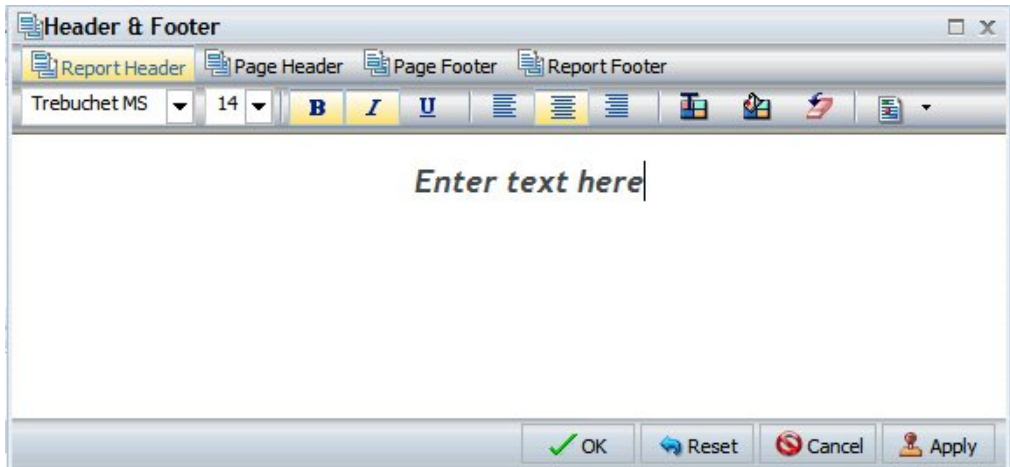 Header & Footer
Report Header Page Header Page Footer Report Footer
Trebuchet MS 14 B I U T
Enter text here
OK Reset Cancel Apply